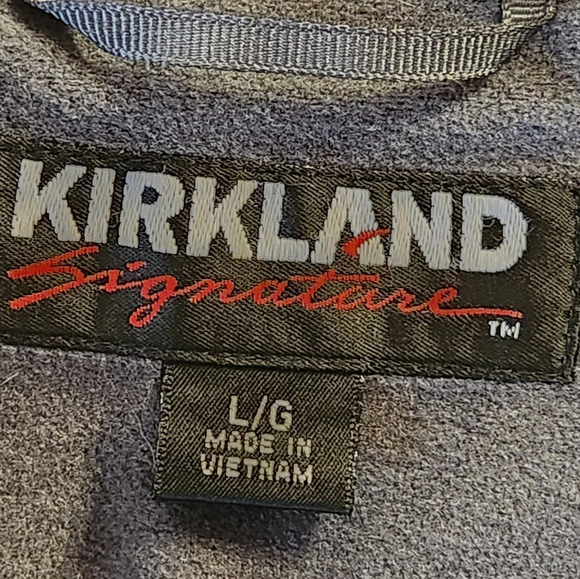 KIRKLAND
Signature
TM
L/G
MADE IN
VIETNAM